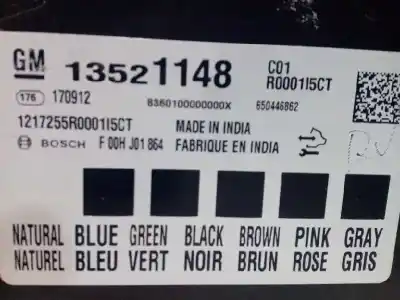 GM 13521148 C01
R0001I5CT
176 170912 8360100000000X 650446862
1217255R0001I5CT MADE IN INDIA
BOSCH F 00H J01 864 FABRIQUE EN INDIA
NATURAL BLUE GREEN BLACK BROWN PINK GRAY
NATUREL BLEU VERT NOIR BRUN ROSE GRIS